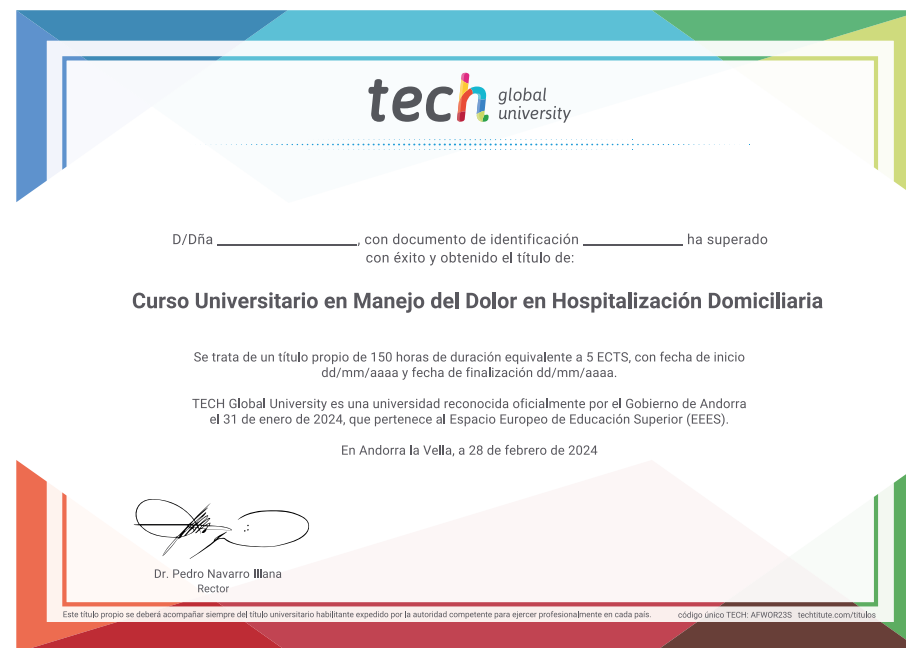 tech global university
D/Dña ____________________, con documento de identificación ______________ ha superado
con éxito y obtenido el título de:
Curso Universitario en Manejo del Dolor en Hospitalización Domiciliaria
Se trata de un título propio de 150 horas de duración equivalente a 5 ECTS, con fecha de inicio
dd/mm/aaaa y fecha de finalización dd/mm/aaaa.
TECH Global University es una universidad reconocida oficialmente por el Gobierno de Andorra
el 31 de enero de 2024, que pertenece al Espacio Europeo de Educación Superior (EEES).
En Andorra la Vella, a 28 de febrero de 2024
Dr. Pedro Navarro Illana
Rector
Este título propio se deberá acompañar siempre del título universitario habilitante expedido por la autoridad competente para ejercer profesionalmente en cada país. código único TECH: AFWOR23S techtitute.com/titulos